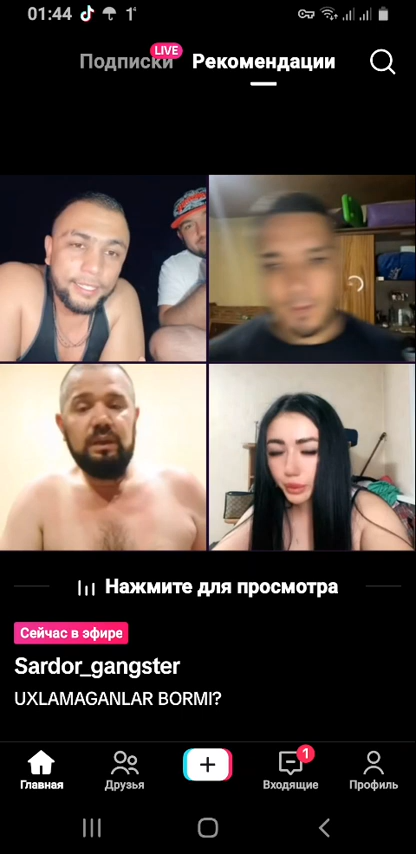 01:44
Подписки LIVE Рекомендации
Нажмите для просмотра
Сейчас в эфире
Sardor_gangster
UXLAMAGANLAR BORMI?
1
Главная Друзья Входящие Профиль